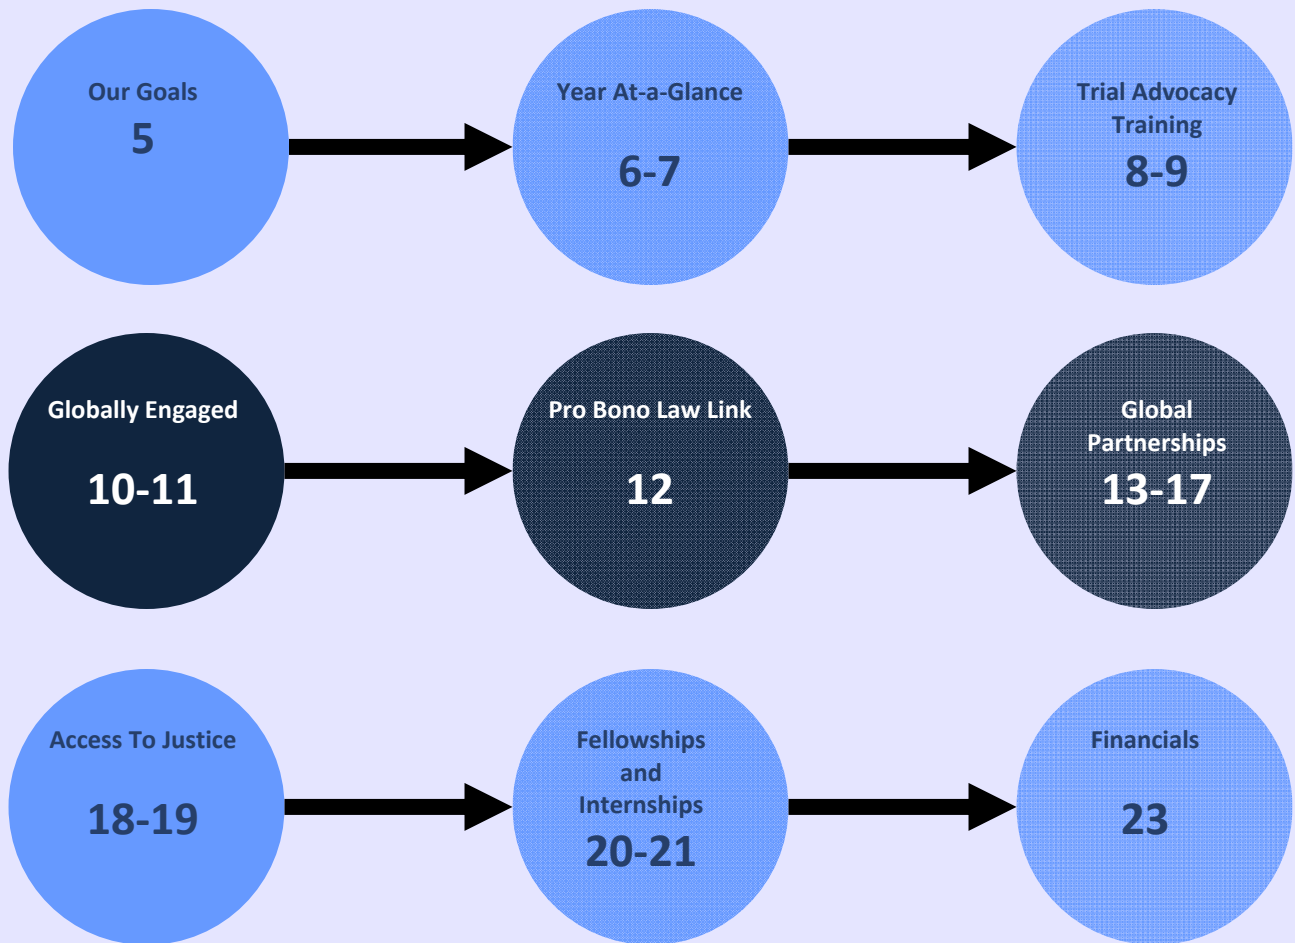 Our Goals
5
Year At-a-Glance
6-7
Trial Advocacy
Training
8-9
Globally Engaged
10-11
Pro Bono Law Link
12
Global
Partnerships
13-17
Access To Justice
18-19
Fellowships
and
Internships
20-21
Financials
23